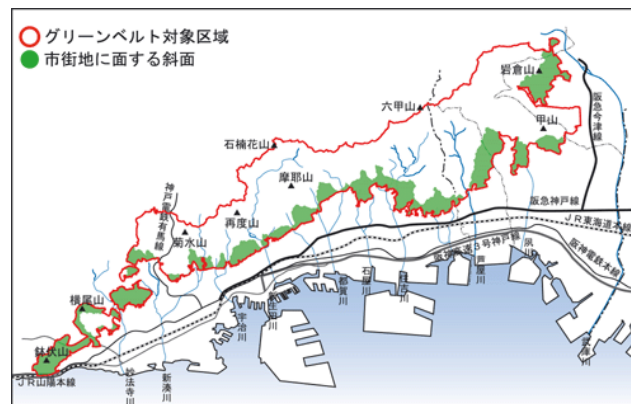 グリーンベルト対象区域
市街地に面する斜面
岩倉山
六甲山
甲山
阪急今津線
石楠花山
摩耶山
神戸電鉄有馬線
再度山
菊水山
阪急神戸線
JR東海道本線
阪神高速3号神戸線
阪神電鉄本線
夙川
芦屋川
住吉川
石屋川
都賀川
新生田川
宇治川
横尾山
鉢伏山
JR山陽本線
妙法寺川
新湊川
武庫川